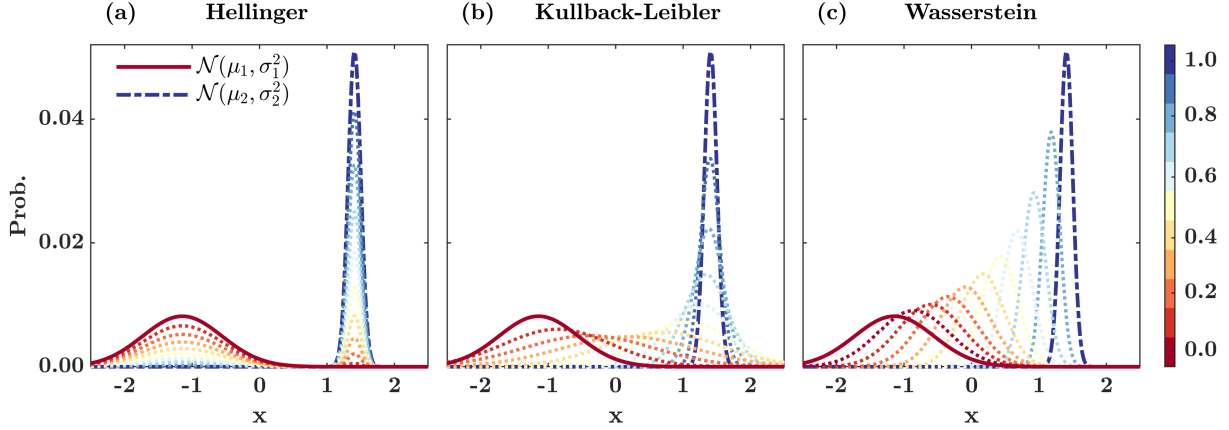 (a) Hellinger (b) Kullback-Leibler (c) Wasserstein
𝒩(μ₁, σ₁²)
𝒩(μ₂, σ₂²)
Prob.
0.04
0.02
0.00
-2 -1 0 1 2
x
-2 -1 0 1 2
x
-2 -1 0 1 2
x
1.0
0.8
0.6
0.4
0.2
0.0